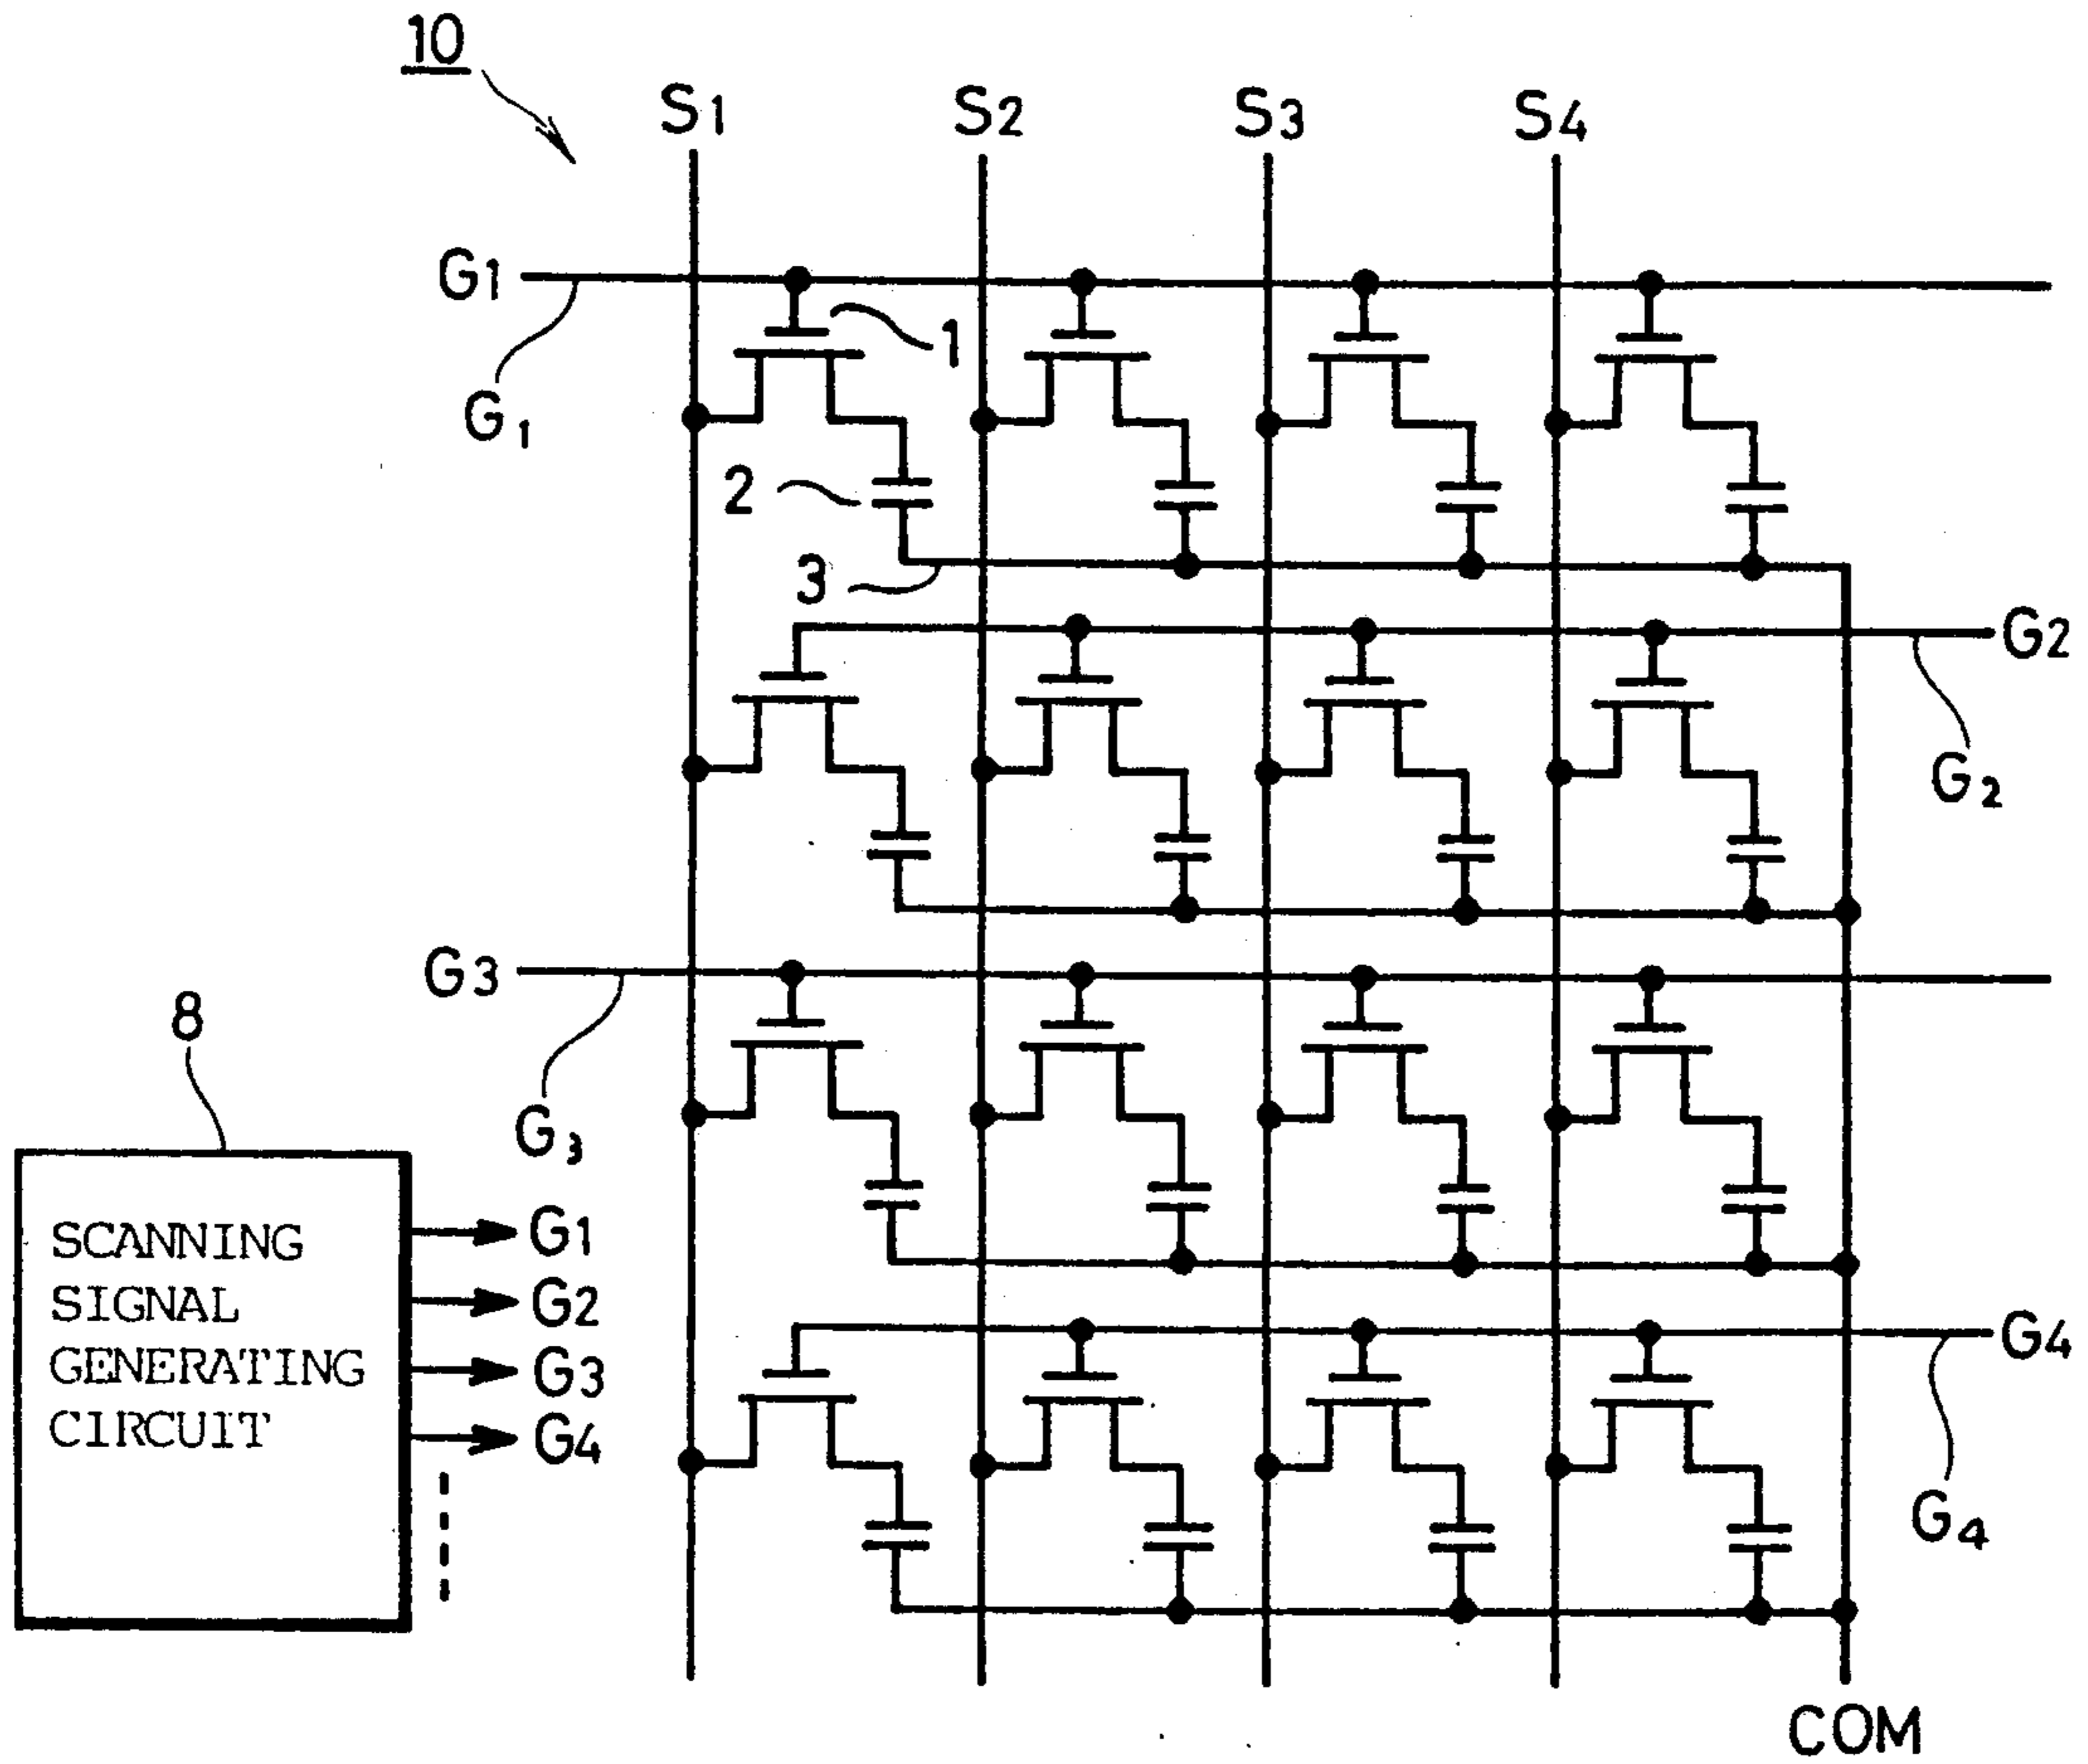 10
S1 S2 S3 S4
G1
1
G1
2
3
G2
G2
G3
8
G3
SCANNING
SIGNAL
GENERATING
CIRCUIT
G1
G2
G3
G4
G4
G4
COM